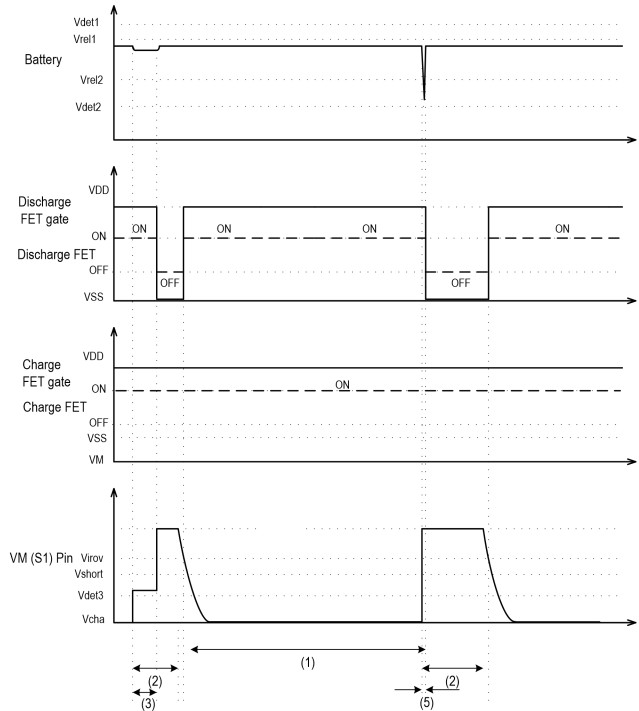 Vdet1
Vrel1
Battery
Vrel2
Vdet2
VDD
Discharge
FET gate
ON ON ON ON ON
Discharge FET
OFF
OFF OFF
VSS
VDD
Charge
FET gate
ON ON
Charge FET
OFF
VSS
VM
VM (S1) Pin Virov
Vshort
Vdet3
Vcha
(1)
(2) (2)
(3) (5)